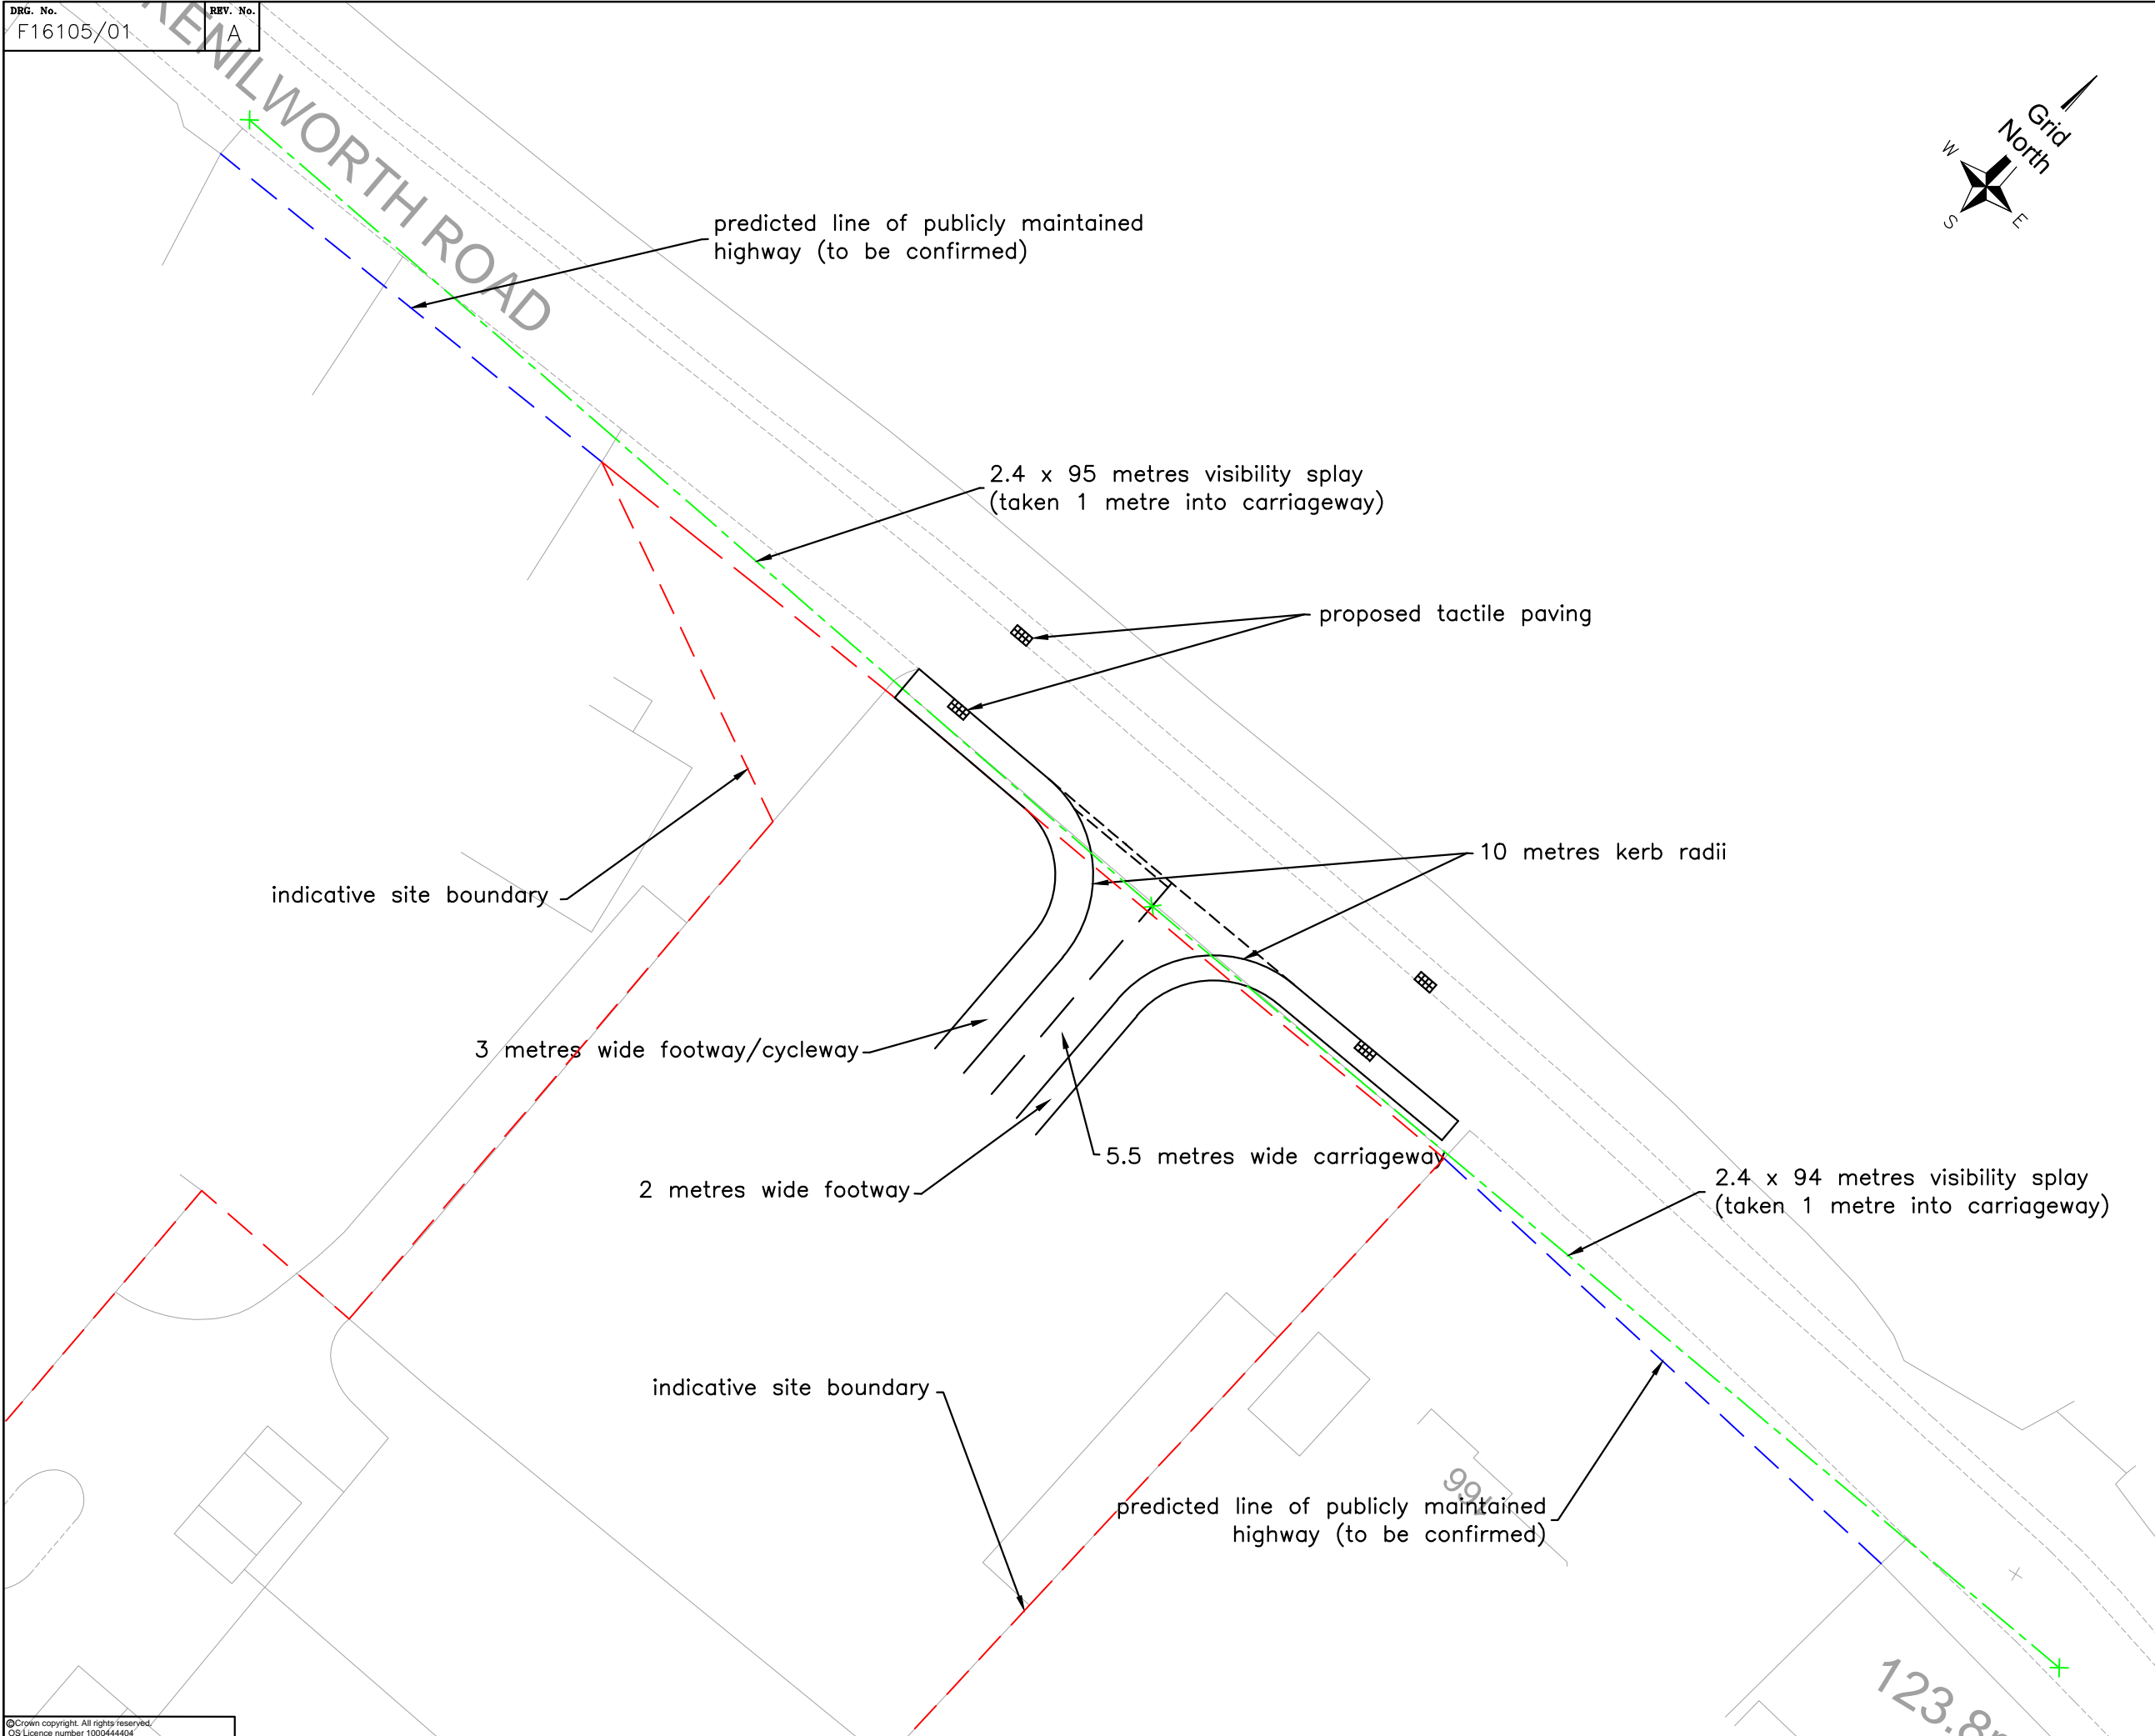 DRG. No.
F16105/01
REV. No.
A
KENILWORTH ROAD
Grid
North
W
S
E
predicted line of publicly maintained
highway (to be confirmed)
2.4 x 95 metres visibility splay
(taken 1 metre into carriageway)
proposed tactile paving
10 metres kerb radii
indicative site boundary
3 metres wide footway/cycleway
5.5 metres wide carriageway
2 metres wide footway
2.4 x 94 metres visibility splay
(taken 1 metre into carriageway)
indicative site boundary
predicted line of publicly maintained
highway (to be confirmed)
©Crown copyright. All rights reserved.
OS Licence number 1000444404